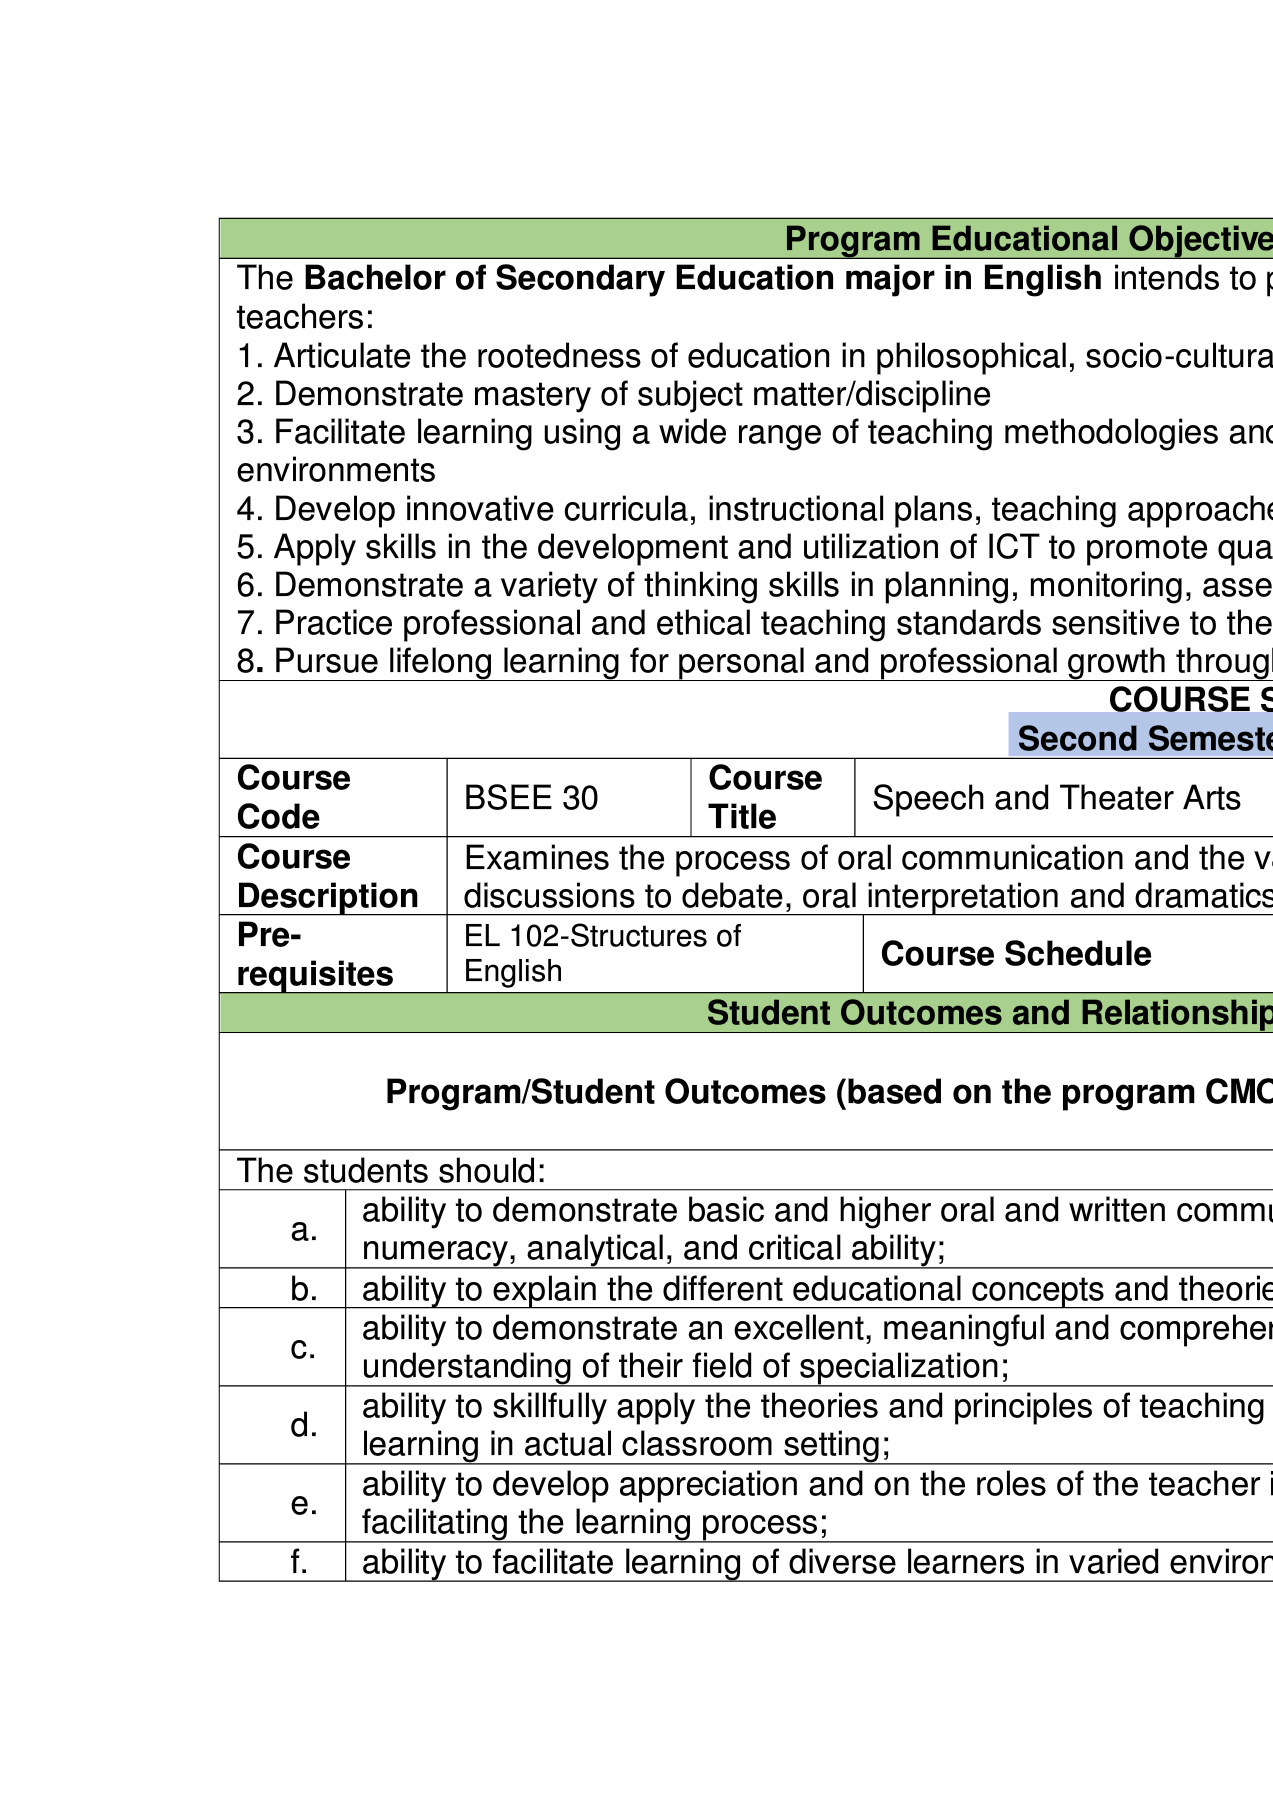 Program Educational Objective
The Bachelor of Secondary Education major in English intends to
teachers:
1. Articulate the rootedness of education in philosophical, socio-cultura
2. Demonstrate mastery of subject matter/discipline
3. Facilitate learning using a wide range of teaching methodologies and
environments
4. Develop innovative curricula, instructional plans, teaching approache
5. Apply skills in the development and utilization of ICT to promote qua
6. Demonstrate a variety of thinking skills in planning, monitoring, asse
7. Practice professional and ethical teaching standards sensitive to the
8. Pursue lifelong learning for personal and professional growth through
COURSE S
Second Semeste
Course Code
BSEE 30
Course Title
Speech and Theater Arts
Course Description
Examines the process of oral communication and the va
discussions to debate, oral interpretation and dramatics
Pre-requisites
EL 102-Structures of
English
Course Schedule
Student Outcomes and Relationship
Program/Student Outcomes (based on the program CMO
The students should:
a. ability to demonstrate basic and higher oral and written commu
numeracy, analytical, and critical ability;
b. ability to explain the different educational concepts and theorie
c. ability to demonstrate an excellent, meaningful and comprehen
understanding of their field of specialization;
d. ability to skillfully apply the theories and principles of teaching
learning in actual classroom setting;
e. ability to develop appreciation and on the roles of the teacher i
facilitating the learning process;
f. ability to facilitate learning of diverse learners in varied environ